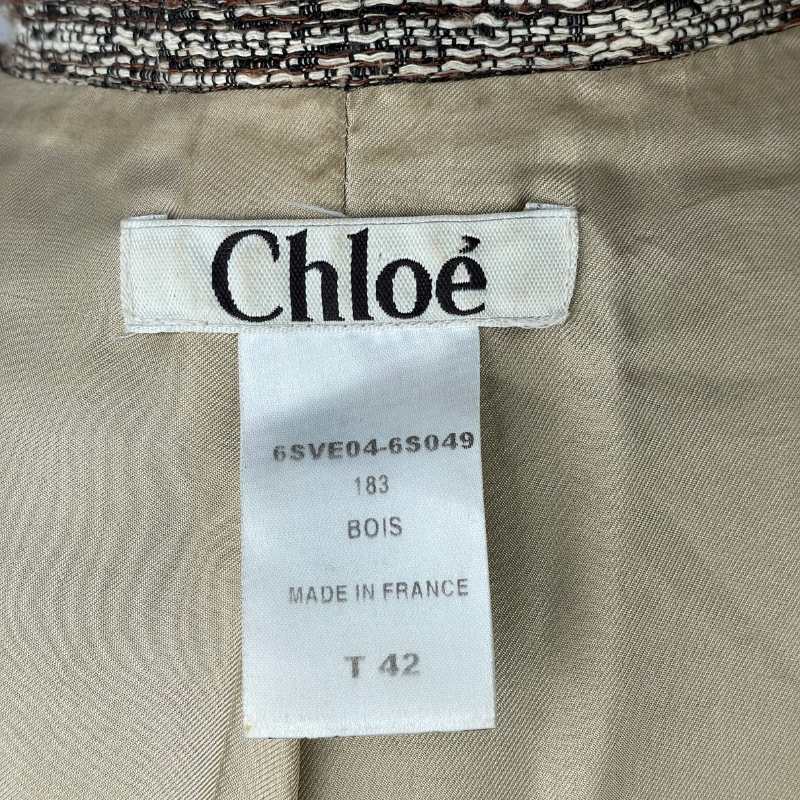 Chloé
6SVE04-6S049
183
BOIS
MADE IN FRANCE
T 42